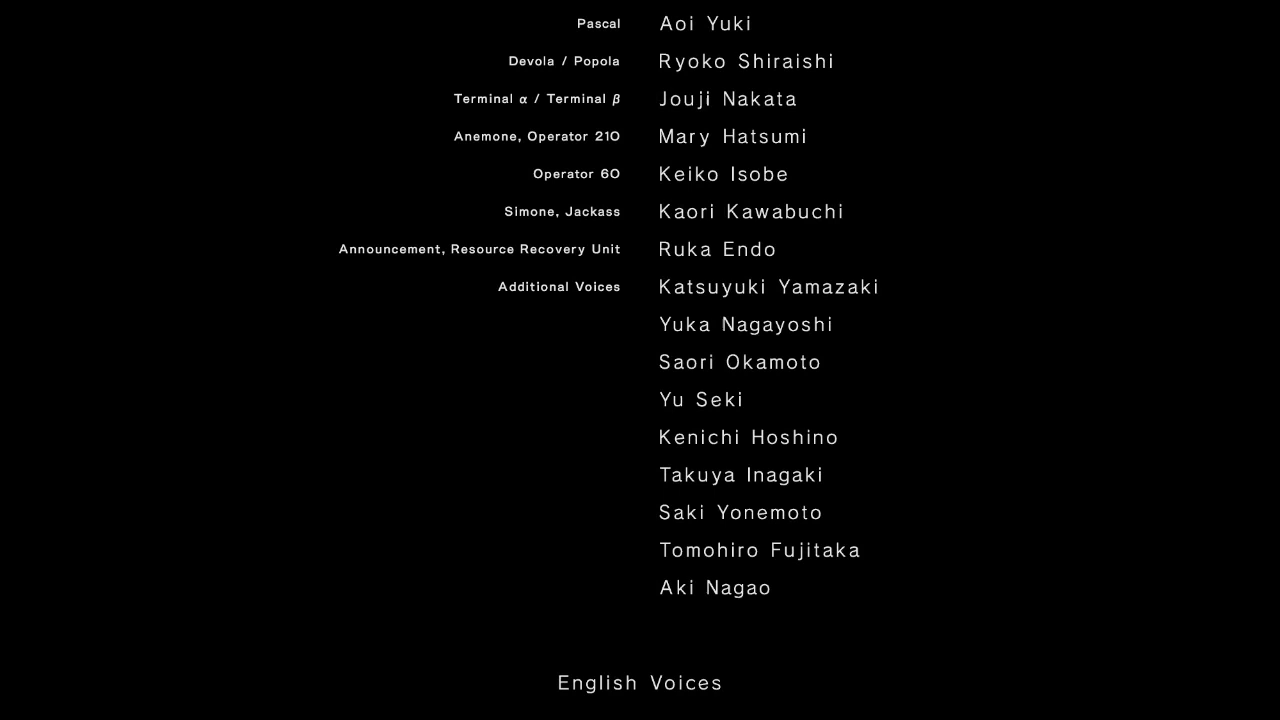 Pascal Aoi Yuki
Devola / Popola Ryoko Shiraishi
Terminal α / Terminal β Jouji Nakata
Anemone, Operator 21O Mary Hatsumi
Operator 6O Keiko Isobe
Simone, Jackass Kaori Kawabuchi
Announcement, Resource Recovery Unit Ruka Endo
Additional Voices Katsuyuki Yamazaki
Yuka Nagayoshi
Saori Okamoto
Yu Seki
Kenichi Hoshino
Takuya Inagaki
Saki Yonemoto
Tomohiro Fujitaka
Aki Nagao
English Voices